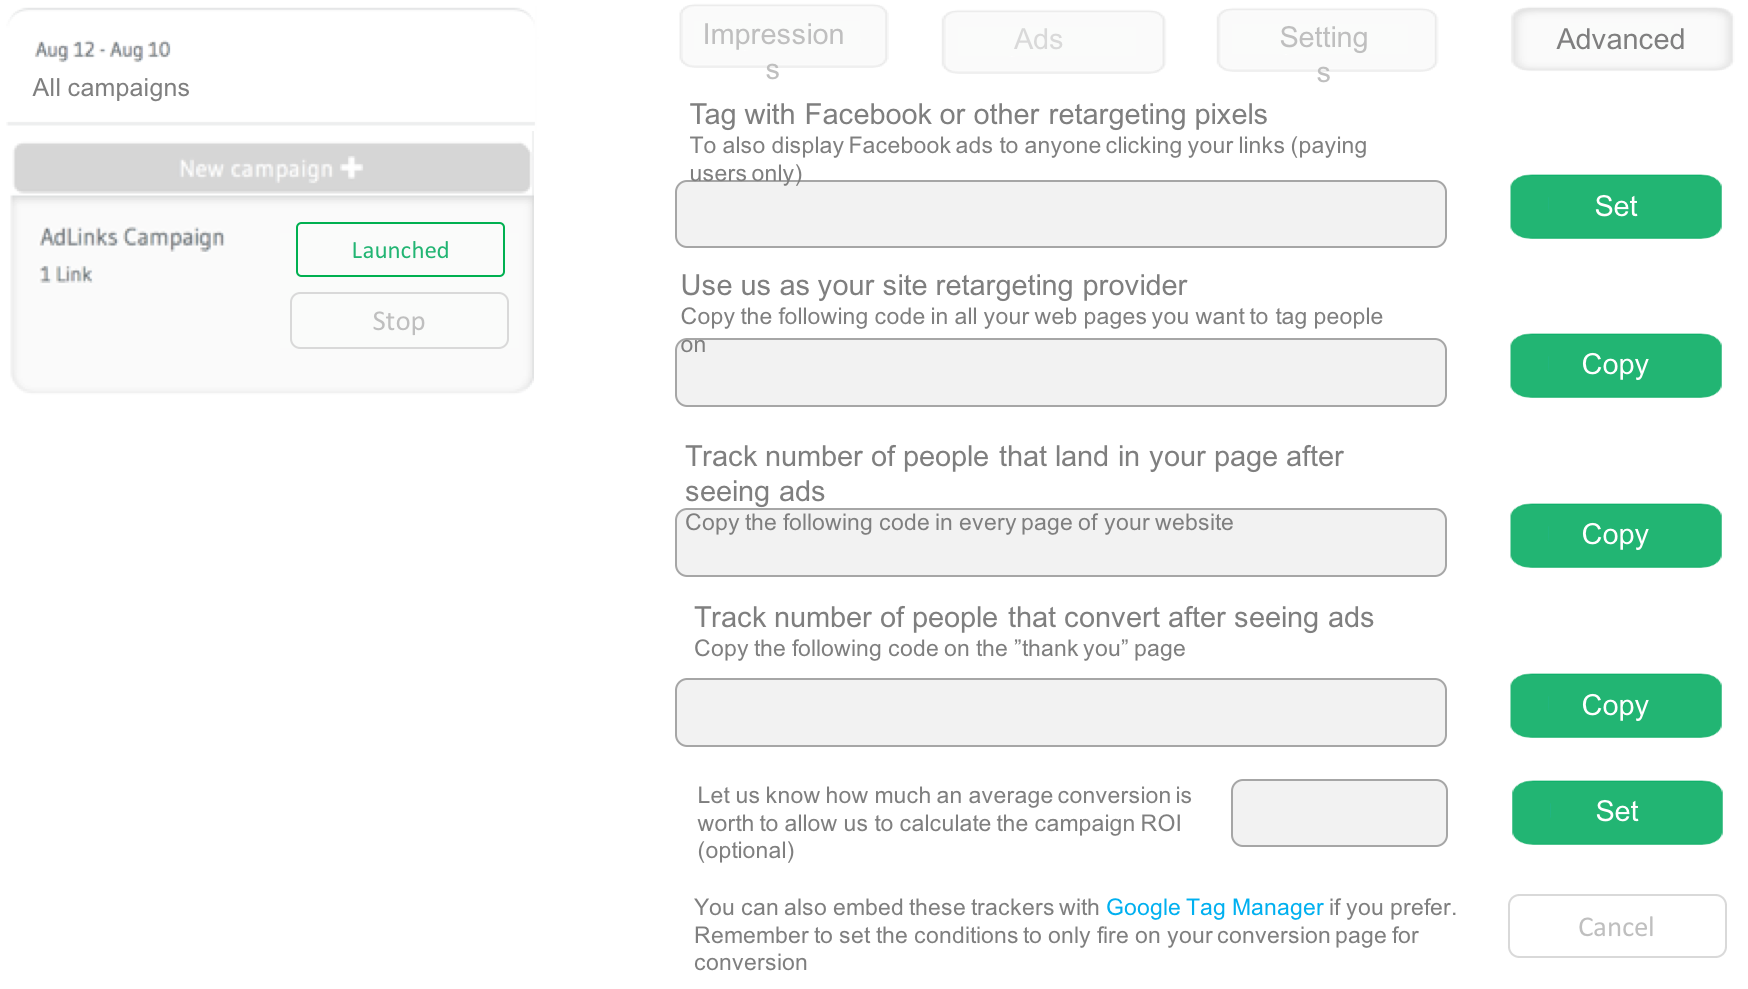 Aug 12 - Aug 10
All campaigns
New campaign +
AdLinks Campaign
1 Link
Launched
Stop
Impression
s
Ads
Setting
s
Advanced
Tag with Facebook or other retargeting pixels
To also display Facebook ads to anyone clicking your links (paying
users only)
Set
Use us as your site retargeting provider
Copy the following code in all your web pages you want to tag people
on
Copy
Track number of people that land in your page after
seeing ads
Copy the following code in every page of your website
Copy
Track number of people that convert after seeing ads
Copy the following code on the ”thank you” page
Copy
Let us know how much an average conversion is
worth to allow us to calculate the campaign ROI
(optional)
Set
You can also embed these trackers with Google Tag Manager if you prefer.
Remember to set the conditions to only fire on your conversion page for
conversion
Cancel